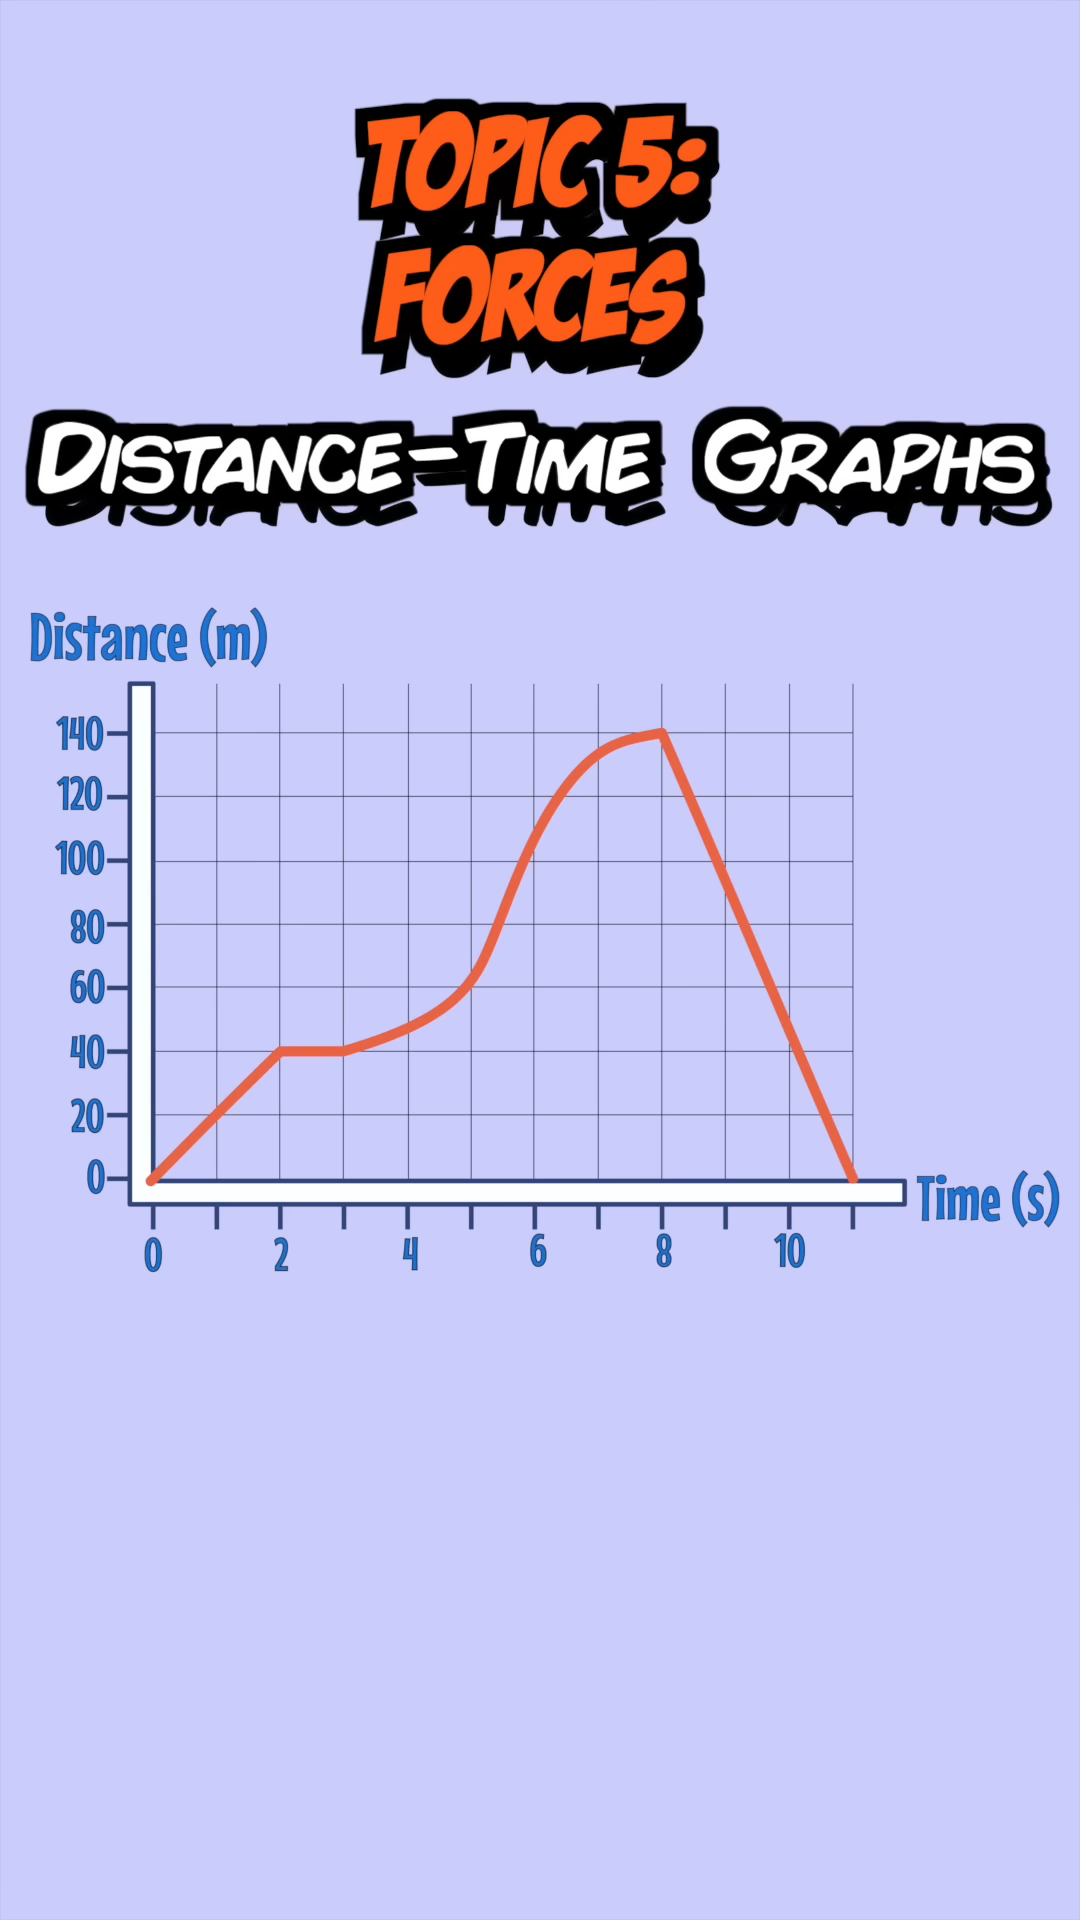 TOPIC 5:
FORCES
DISTANCE-TIME GRAPHS
Distance (m)
140
120
100
80
60
40
20
0
Time (s)
0 2 4 6 8 10